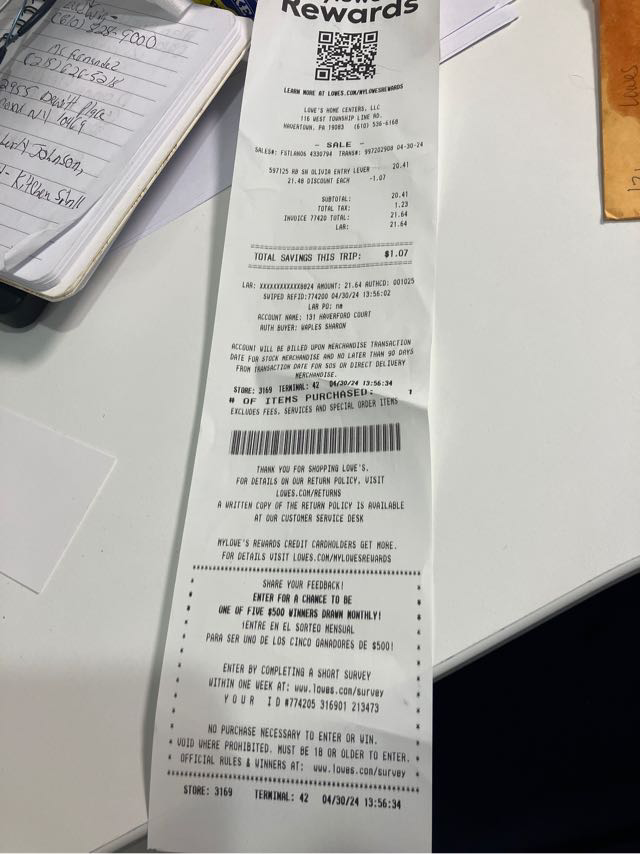 Rewards
LEARN MORE AT LOWES.COM/MYLOWESREWARDS
LOWE'S HOME CENTERS, LLC
116 WEST TOWNSHIP LINE RD.
HAVERTOWN, PA 19083 (610) 536-6168
- SALE -
SALES#: FSTLAN06 4330794 TRANS#: 997202908 04-30-24
597125 RB SN OLIVIA ENTRY LEVER 20.41
21.48 DISCOUNT EACH -1.07
SUBTOTAL: 20.41
TOTAL TAX: 1.23
INVOICE 77420 TOTAL: 21.64
LAR: 21.64
TOTAL SAVINGS THIS TRIP: $1.07
LAR: XXXXXXXXXXXX8024 AMOUNT: 21.64 AUTHCD: 001025
SWIPED REFID:774200 04/30/24 13:56:02
LAR PO: na
ACCOUNT NAME: 131 HAVERFORD COURT
AUTH BUYER: WAPLES SHARON
ACCOUNT WILL BE BILLED UPON MERCHANDISE TRANSACTION
DATE FOR STOCK MERCHANDISE AND NO LATER THAN 90 DAYS
FROM TRANSACTION DATE FOR SOS OR DIRECT DELIVERY
MERCHANDISE.
STORE: 3169 TERMINAL: 42 04/30/24 13:56:34
# OF ITEMS PURCHASED: 1
EXCLUDES FEES, SERVICES AND SPECIAL ORDER ITEMS
THANK YOU FOR SHOPPING LOWE'S.
FOR DETAILS ON OUR RETURN POLICY, VISIT
LOWES.COM/RETURNS
A WRITTEN COPY OF THE RETURN POLICY IS AVAILABLE
AT OUR CUSTOMER SERVICE DESK
MYLOWE'S REWARDS CREDIT CARDHOLDERS GET MORE.
FOR DETAILS VISIT LOWES.COM/MYLOWESREWARDS
SHARE YOUR FEEDBACK!
ENTER FOR A CHANCE TO BE
ONE OF FIVE $500 WINNERS DRAWN MONTHLY!
¡ENTRE EN EL SORTEO MENSUAL
PARA SER UNO DE LOS CINCO GANADORES DE $500!
ENTER BY COMPLETING A SHORT SURVEY
WITHIN ONE WEEK AT: www.lowes.com/survey
YOUR ID #774205 316901 213473
NO PURCHASE NECESSARY TO ENTER OR WIN.
VOID WHERE PROHIBITED. MUST BE 18 OR OLDER TO ENTER.
OFFICIAL RULES & WINNERS AT: www.lowes.com/survey
STORE: 3169 TERMINAL: 42 04/30/24 13:56:34
(610) 828-9000
(215) 626-5218
Place
Johnson,
- Kitchen
Lowes